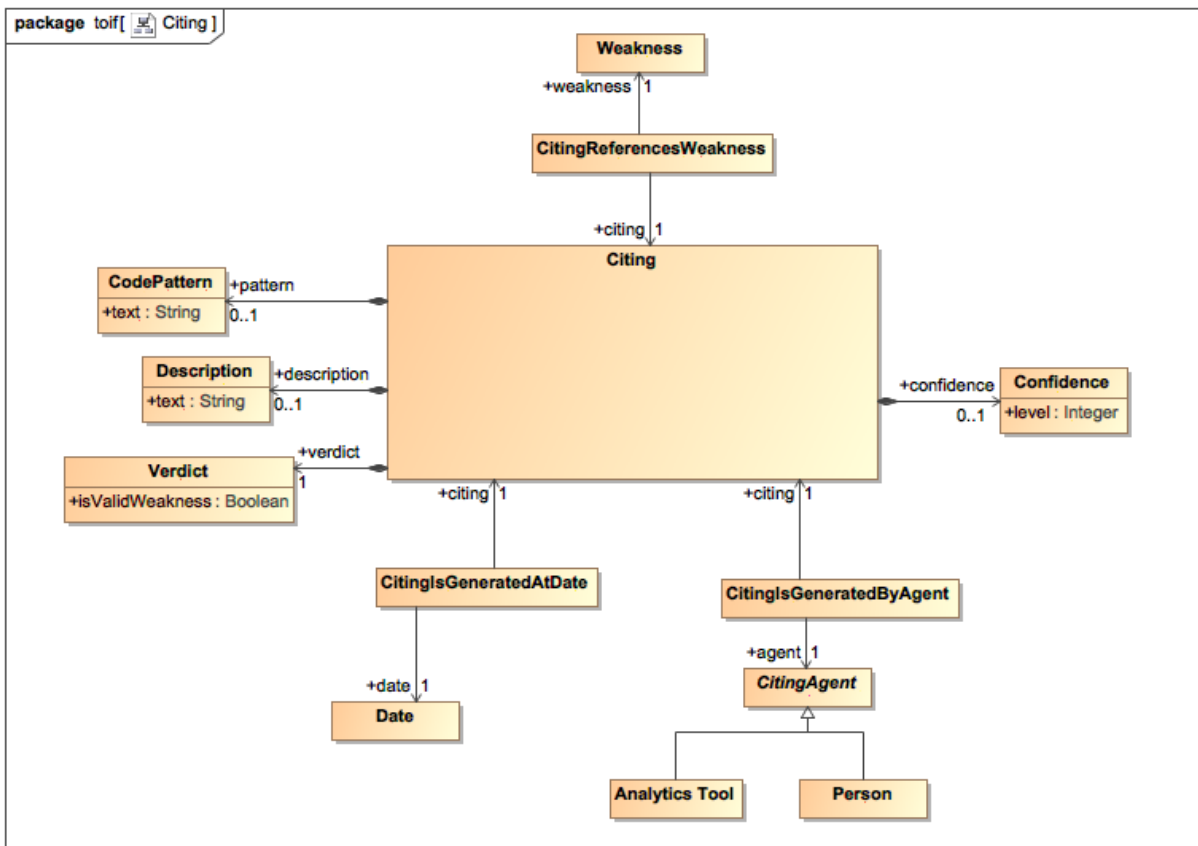 package toif[ Citing ]
Weakness
+weakness 1
CitingReferencesWeakness
+citing 1
Citing
CodePattern
+text : String
+pattern
0..1
Description
+text : String
+description
0..1
+confidence
0..1
Confidence
+level : Integer
Verdict
+isValidWeakness : Boolean
+verdict
1
+citing 1
+citing 1
CitingIsGeneratedAtDate
CitingIsGeneratedByAgent
+agent 1
CitingAgent
+date 1
Date
Analytics Tool
Person